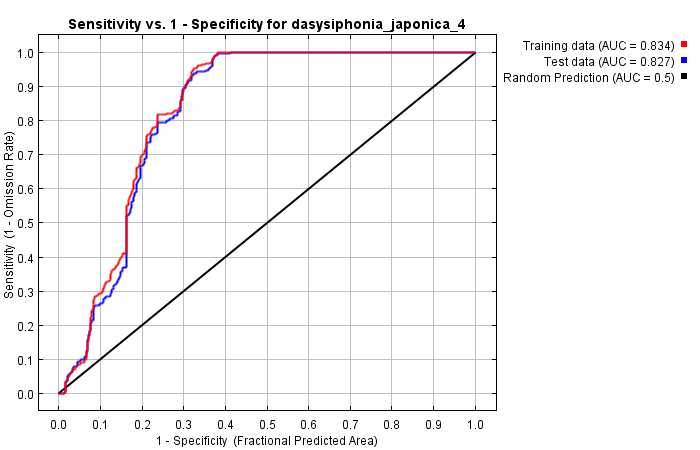 Sensitivity vs. 1 - Specificity for dasysiphonia_japonica_4
Training data (AUC = 0.834)
Test data (AUC = 0.827)
Random Prediction (AUC = 0.5)
Sensitivity (1 - Omission Rate)
1.0
0.9
0.8
0.7
0.6
0.5
0.4
0.3
0.2
0.1
0.0
0.0 0.1 0.2 0.3 0.4 0.5 0.6 0.7 0.8 0.9 1.0
1 - Specificity (Fractional Predicted Area)